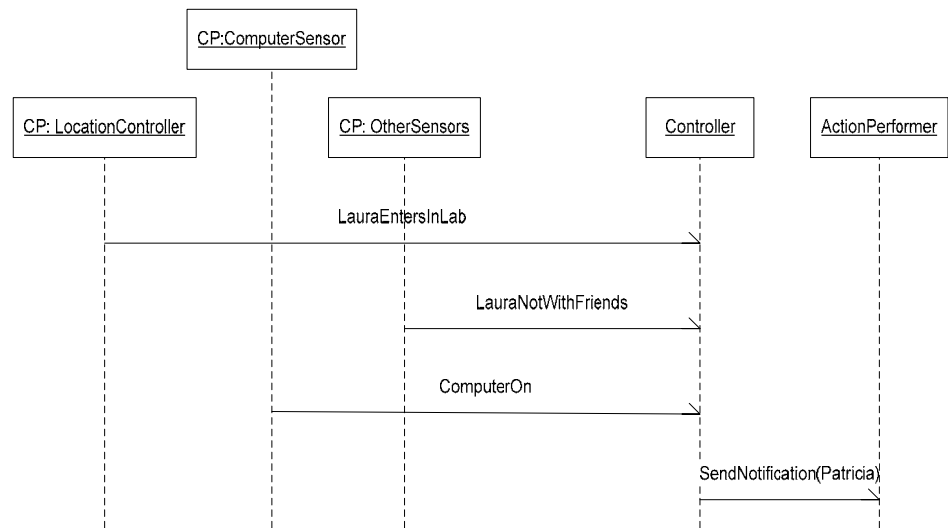 CP:ComputerSensor
CP: LocationController
CP: OtherSensors
Controller
ActionPerformer
LauraEntersInLab
LauraNotWithFriends
ComputerOn
SendNotification(Patricia)